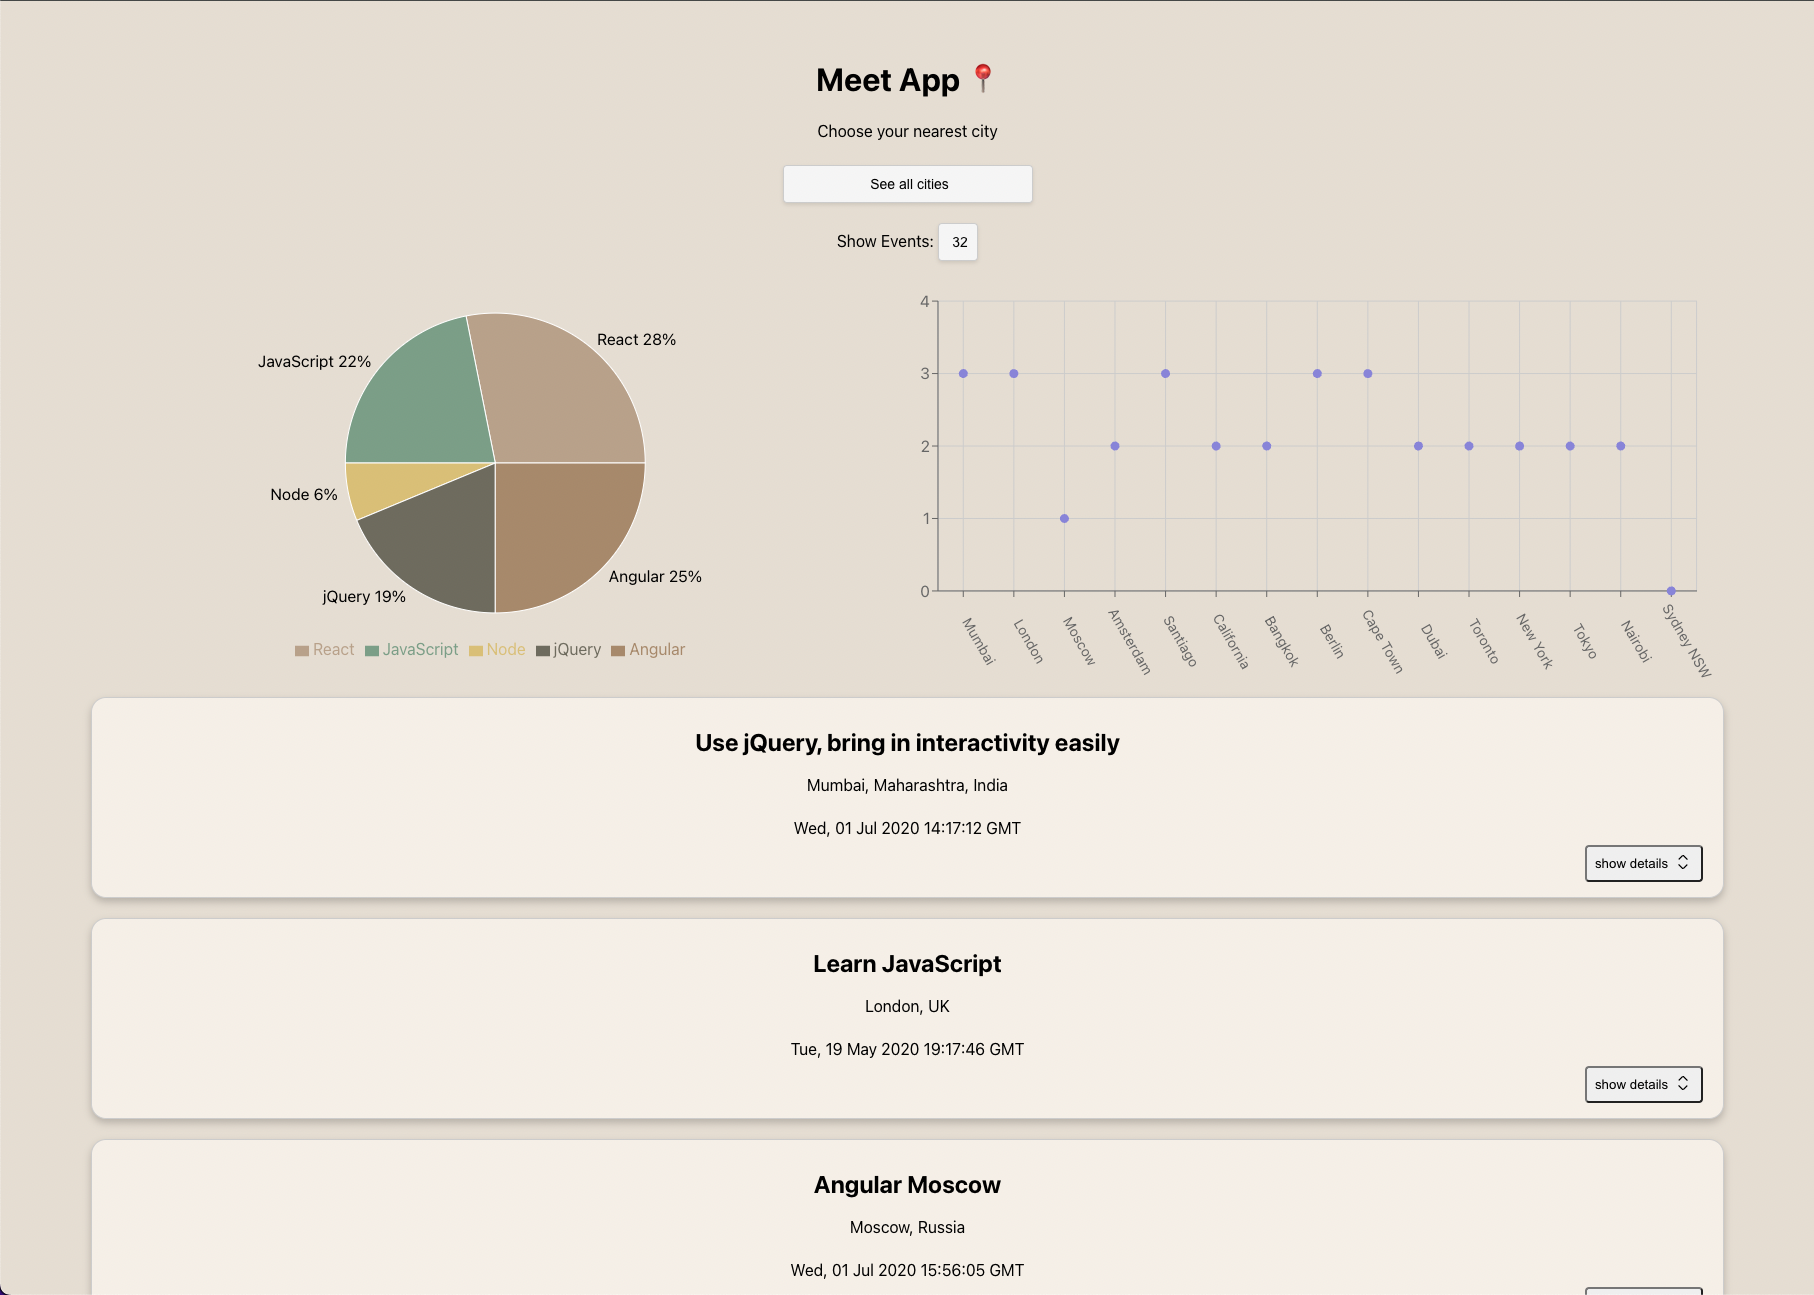 Meet App
Choose your nearest city
See all cities
Show Events: 32
React 28%
JavaScript 22%
Node 6%
jQuery 19%
Angular 25%
React JavaScript Node jQuery Angular
4
3
2
1
0
Mumbai
London
Moscow
Amsterdam
Santiago
California
Bangkok
Berlin
Cape Town
Dubai
Toronto
New York
Tokyo
Nairobi
Sydney NSW
Use jQuery, bring in interactivity easily
Mumbai, Maharashtra, India
Wed, 01 Jul 2020 14:17:12 GMT
show details
Learn JavaScript
London, UK
Tue, 19 May 2020 19:17:46 GMT
show details
Angular Moscow
Moscow, Russia
Wed, 01 Jul 2020 15:56:05 GMT